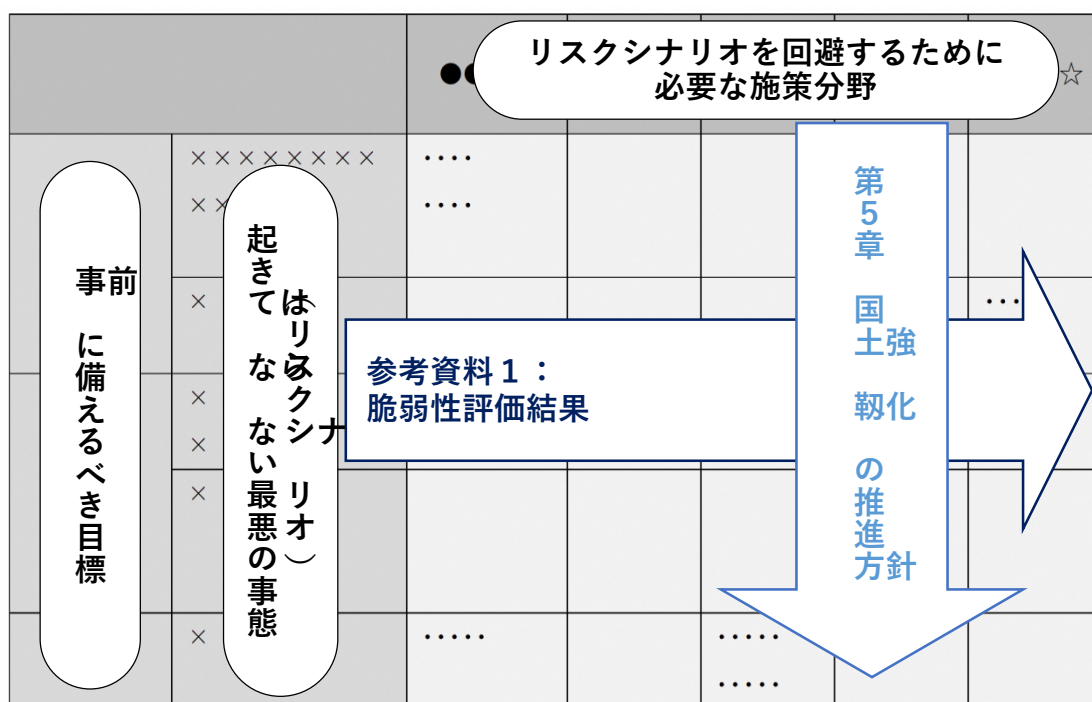 リスクシナリオを回避するために
必要な施策分野
●
☆
××××××××
××
‥‥
‥‥
事前に備えるべき目標
起きてはならない最悪の事態
（リスクシナリオ）
×
…
参考資料１：
脆弱性評価結果
第5章 国土強靱化の推進方針
×
×
×
×
‥‥・
‥‥・
‥‥・